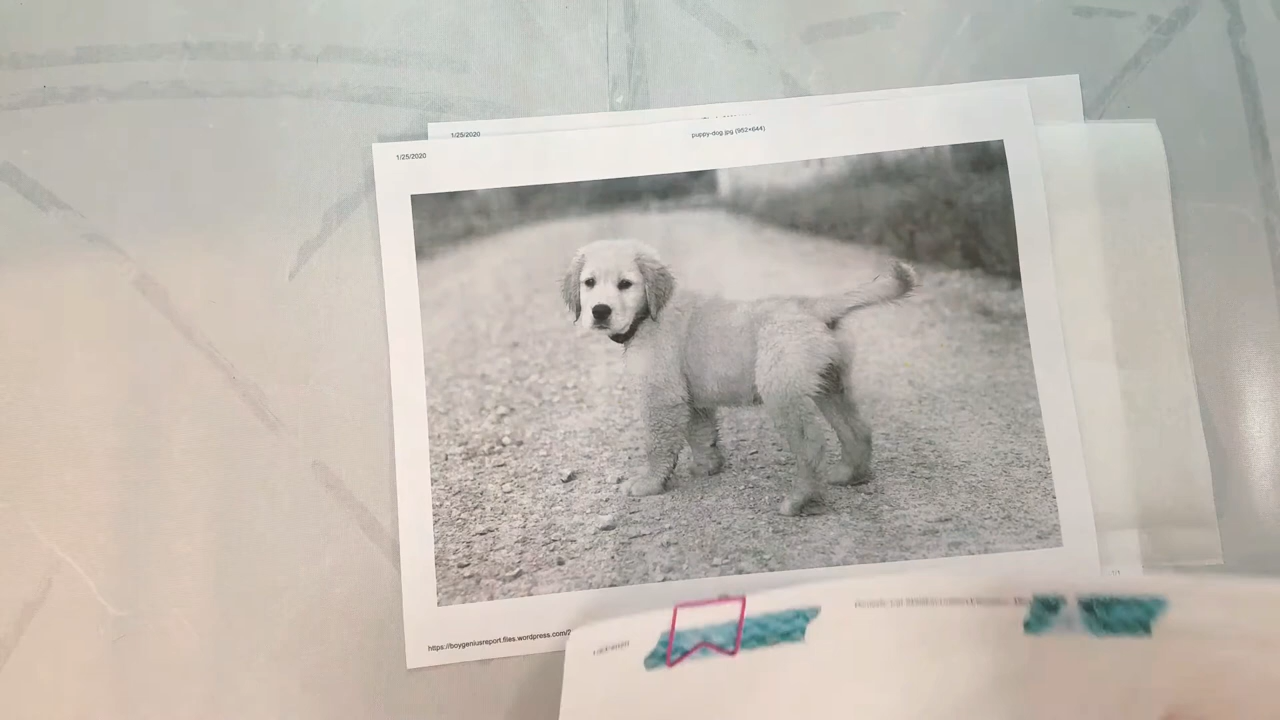 1/25/2020
1/25/2020
puppy-dog.jpg (952×644)
https://boygeniusreport.files.wordpress.com/2